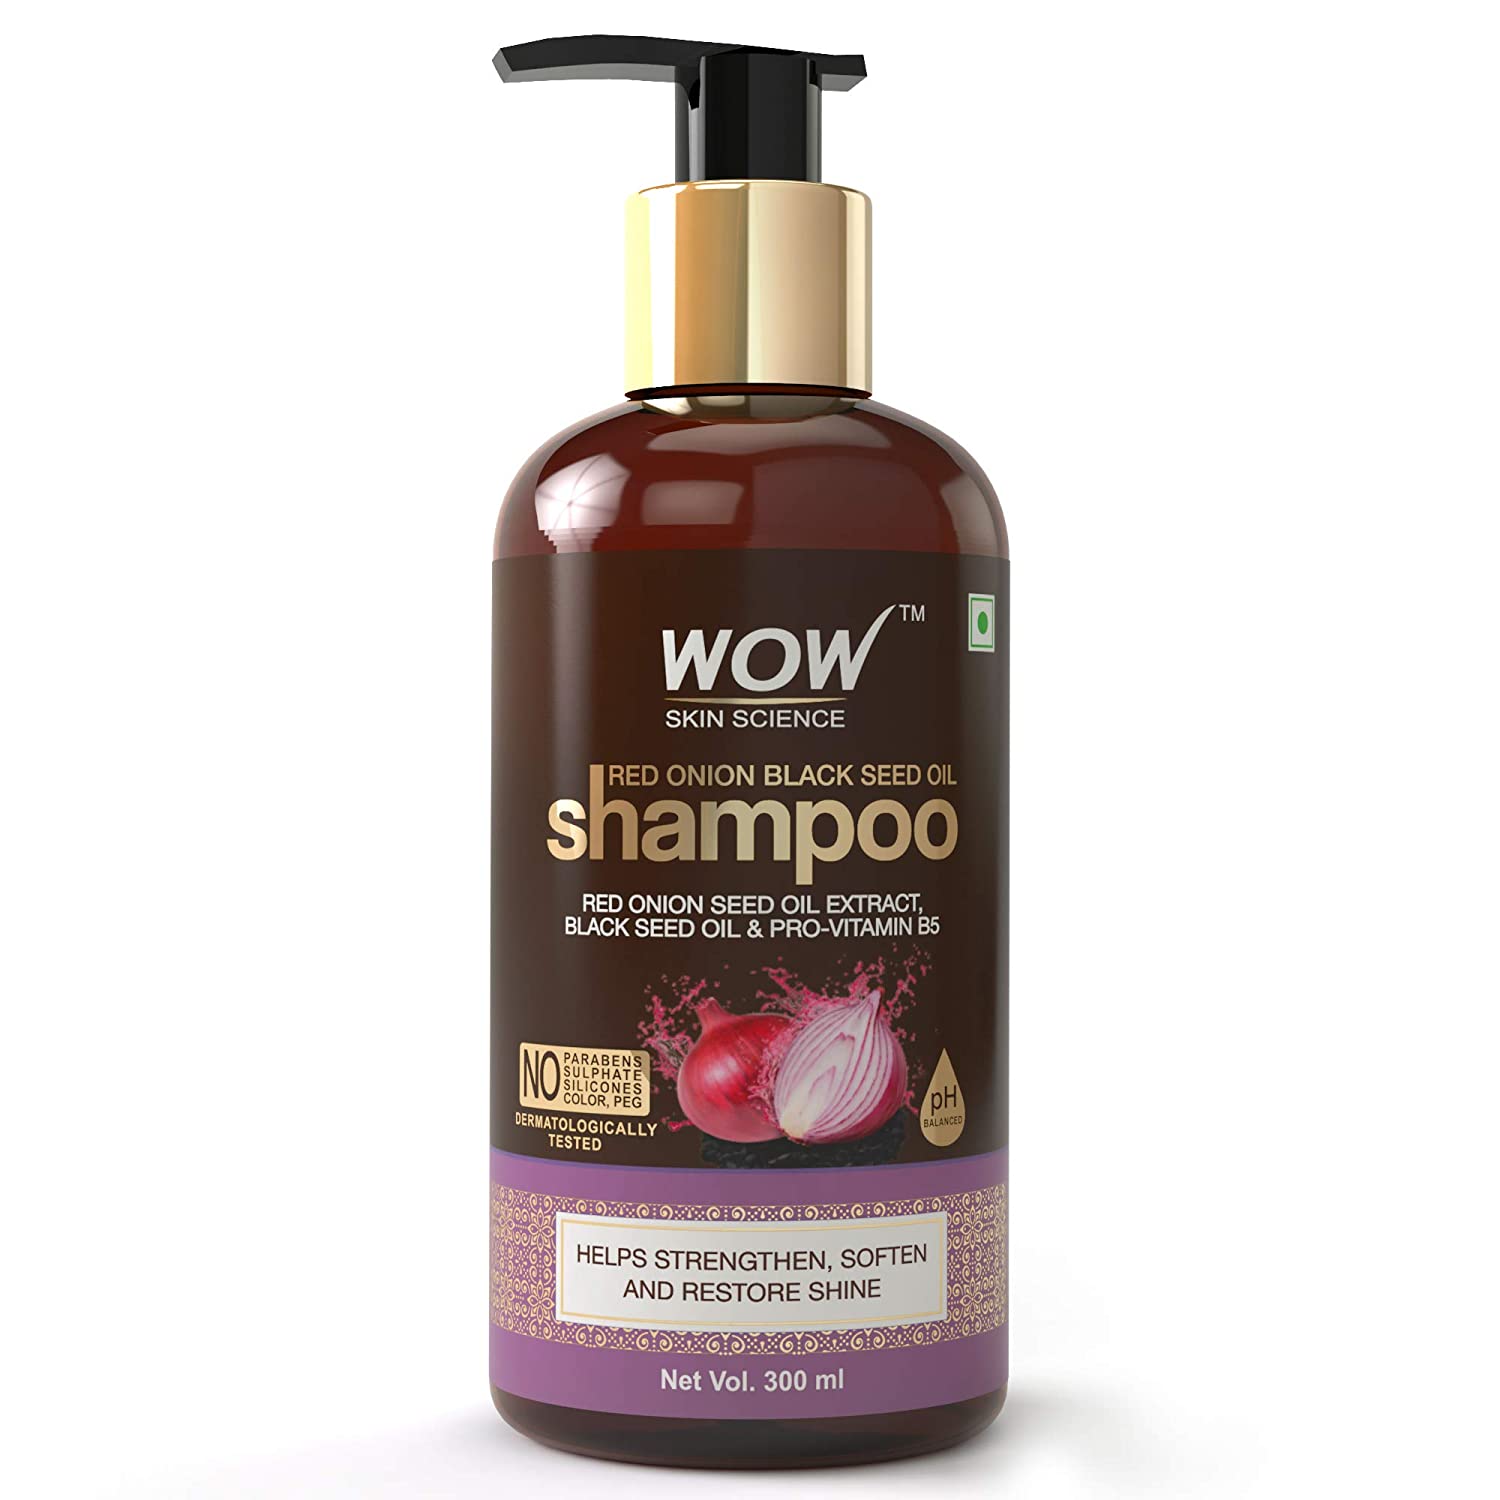 WOW ™
SKIN SCIENCE
RED ONION BLACK SEED OIL
shampoo
RED ONION SEED OIL EXTRACT,
BLACK SEED OIL & PRO-VITAMIN B5
NO
PARABENS
SULPHATE
SILICONES
COLOR, PEG
DERMATOLOGICALLY
TESTED
pH
BALANCED
HELPS STRENGTHEN, SOFTEN
AND RESTORE SHINE
Net Vol. 300 ml